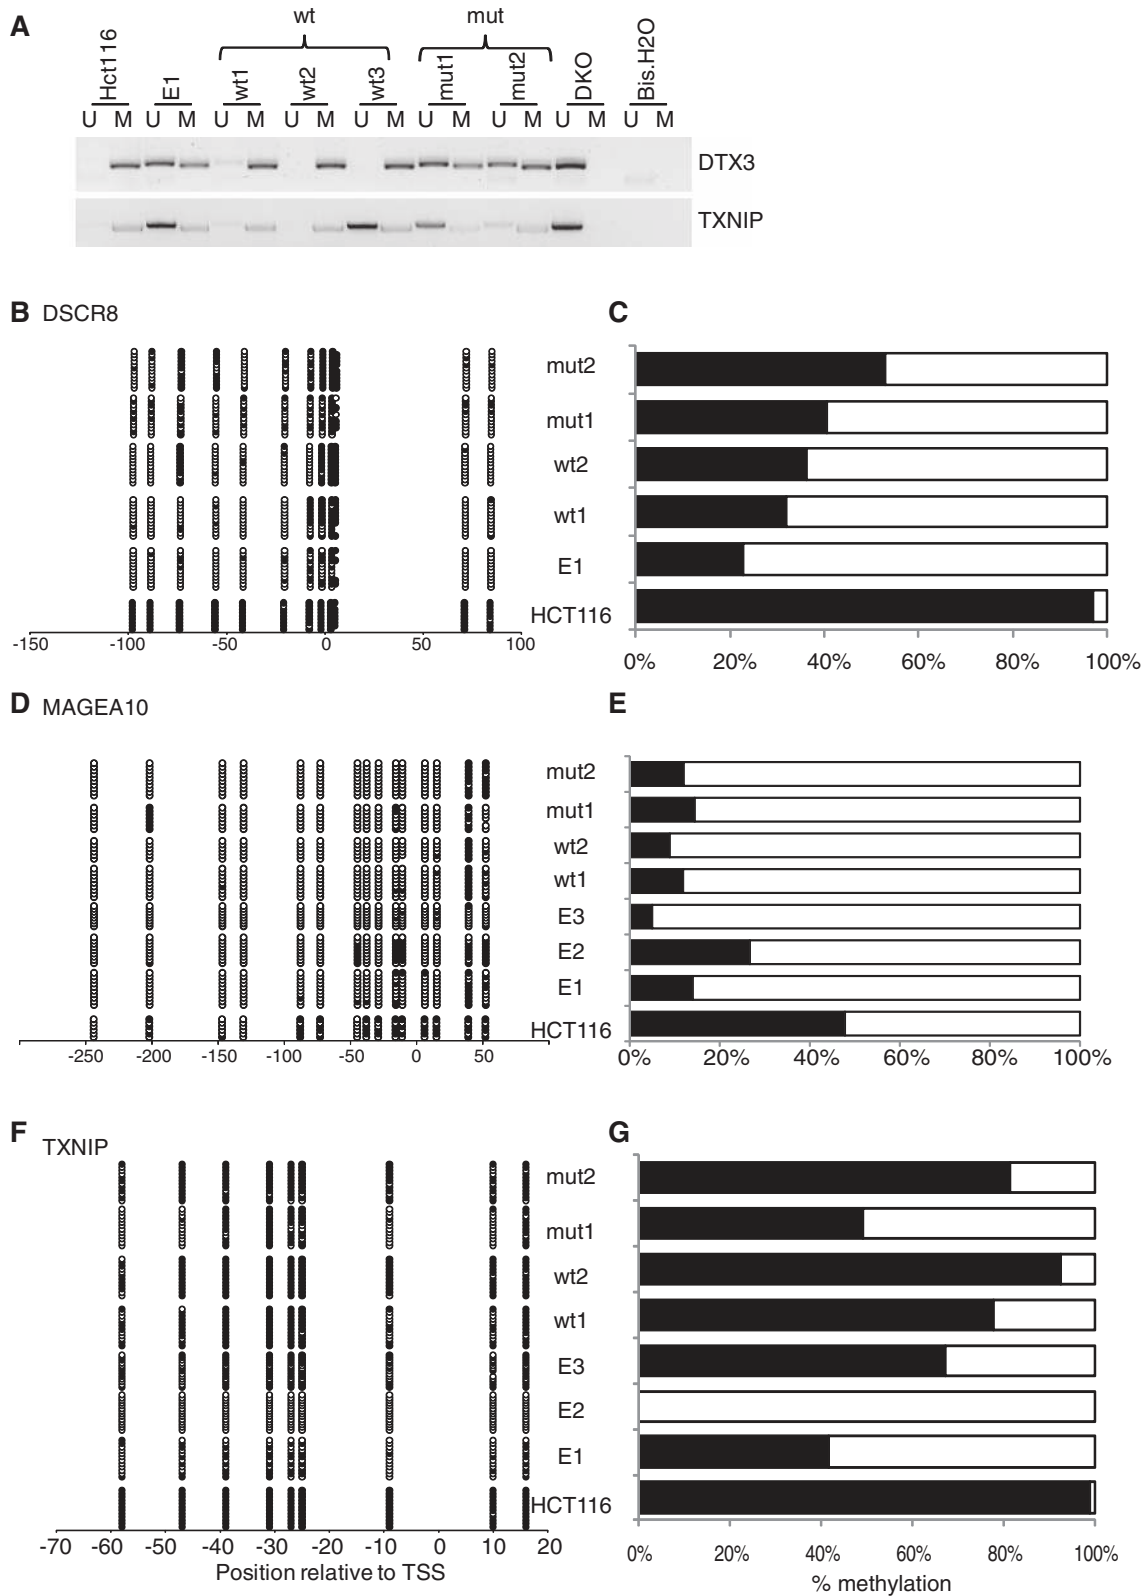 A
wt
mut
Hct116
E1
wt1
wt2
wt3
mut1
mut2
DKO
Bis.H2O
U M U M U M U M U M U M U M U M U M
DTX3
TXNIP
B DSCR8
C
mut2
mut1
wt2
wt1
E1
HCT116
-150 -100 -50 0 50 100
0% 20% 40% 60% 80% 100%
D MAGEA10
E
mut2
mut1
wt2
wt1
E3
E2
E1
HCT116
-250 -200 -150 -100 -50 0 50
0% 20% 40% 60% 80% 100%
F TXNIP
G
mut2
mut1
wt2
wt1
E3
E2
E1
HCT116
-70 -60 -50 -40 -30 -20 -10 0 10 20
Position relative to TSS
0% 20% 40% 60% 80% 100%
% methylation